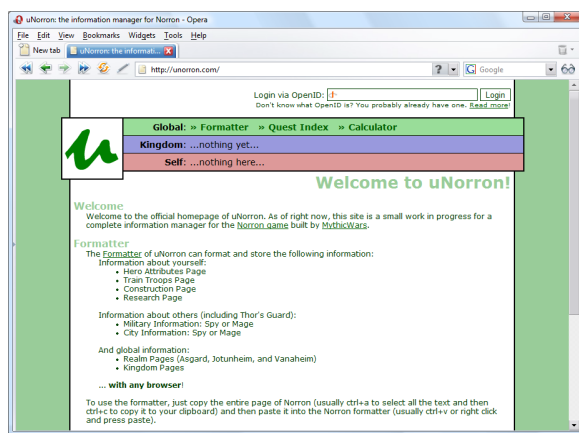 uNorron: the information manager for Norron - Opera
File Edit View Bookmarks Widgets Tools Help
New tab uNorron: the informati...
http://unorron.com/ ? Google
Login via OpenID: Login
Don't know what OpenID is? You probably already have one. Read more!
u
Global: » Formatter » Quest Index » Calculator
Kingdom: ...nothing yet...
Self: ...nothing here...
Welcome to uNorron!
Welcome
Welcome to the official homepage of uNorron. As of right now, this site is a small work in progress for a
complete information manager for the Norron game built by MythicWars.
Formatter
The Formatter of uNorron can format and store the following information:
Information about yourself:
• Hero Attributes Page
• Train Troops Page
• Construction Page
• Research Page
Information about others (including Thor's Guard):
• Military Information: Spy or Mage
• City Information: Spy or Mage
And global information:
• Realm Pages (Asgard, Jotunheim, and Vanaheim)
• Kingdom Pages
... with any browser!
To use the formatter, just copy the entire page of Norron (usually ctrl+a to select all the text and then
ctrl+c to copy it to your clipboard) and then paste it into the Norron formatter (usually ctrl+v or right click
and press paste).